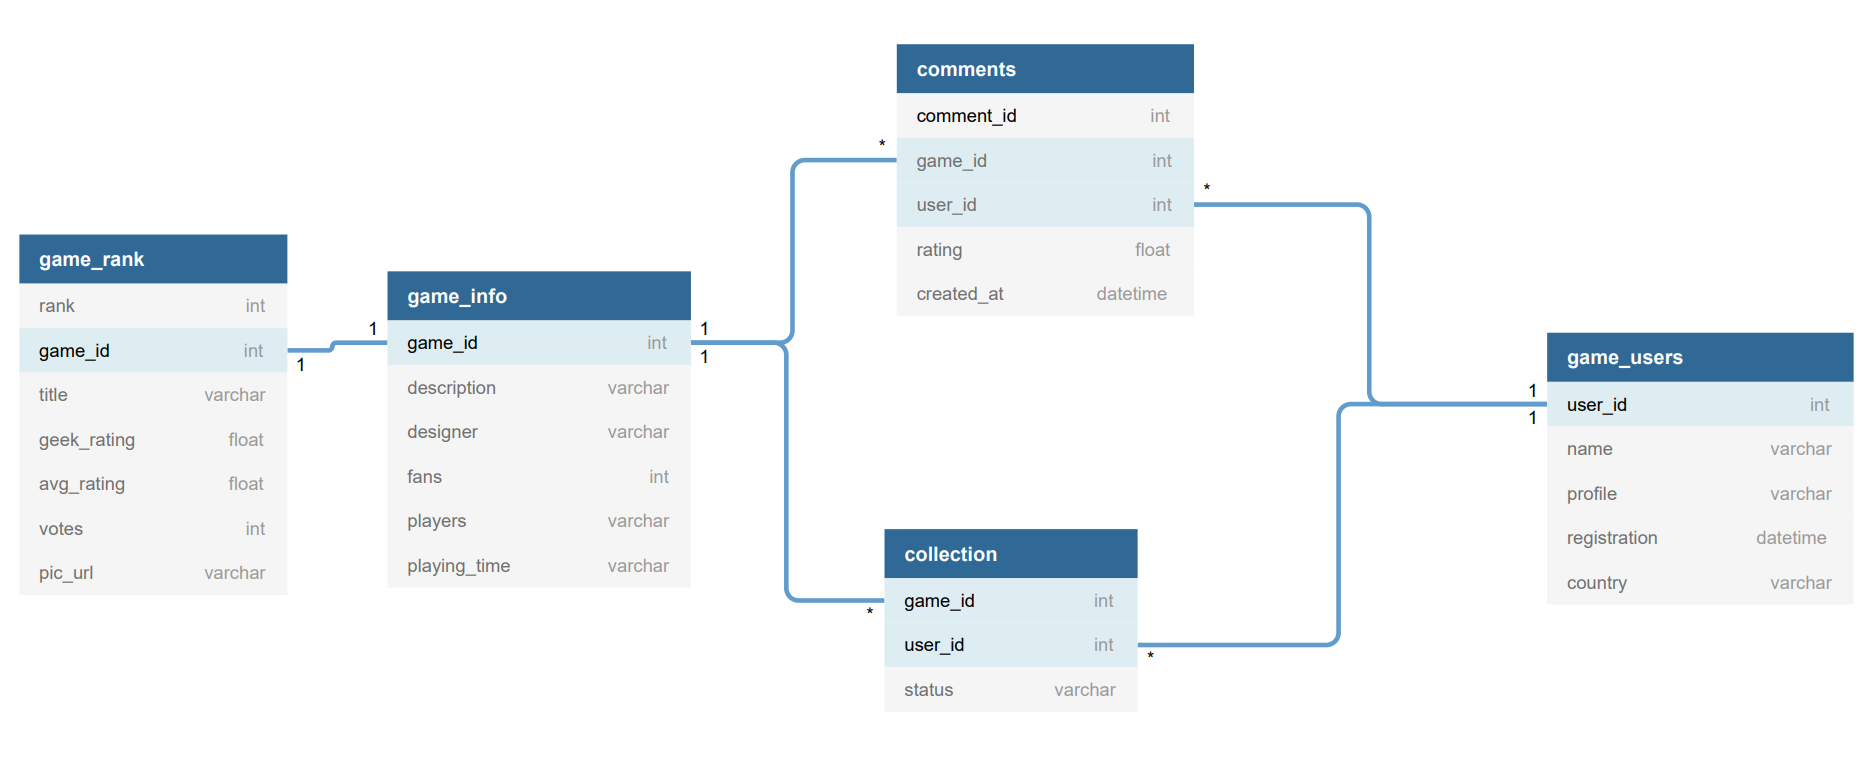 game_rank
rank int
game_id int
title varchar
geek_rating float
avg_rating float
votes int
pic_url varchar
1
1
game_info
game_id int
description varchar
designer varchar
fans int
players varchar
playing_time varchar
1
1
*
comments
comment_id int
game_id int
user_id int
rating float
created_at datetime
*
*
collection
game_id int
user_id int
status varchar
*
1
1
game_users
user_id int
name varchar
profile varchar
registration datetime
country varchar